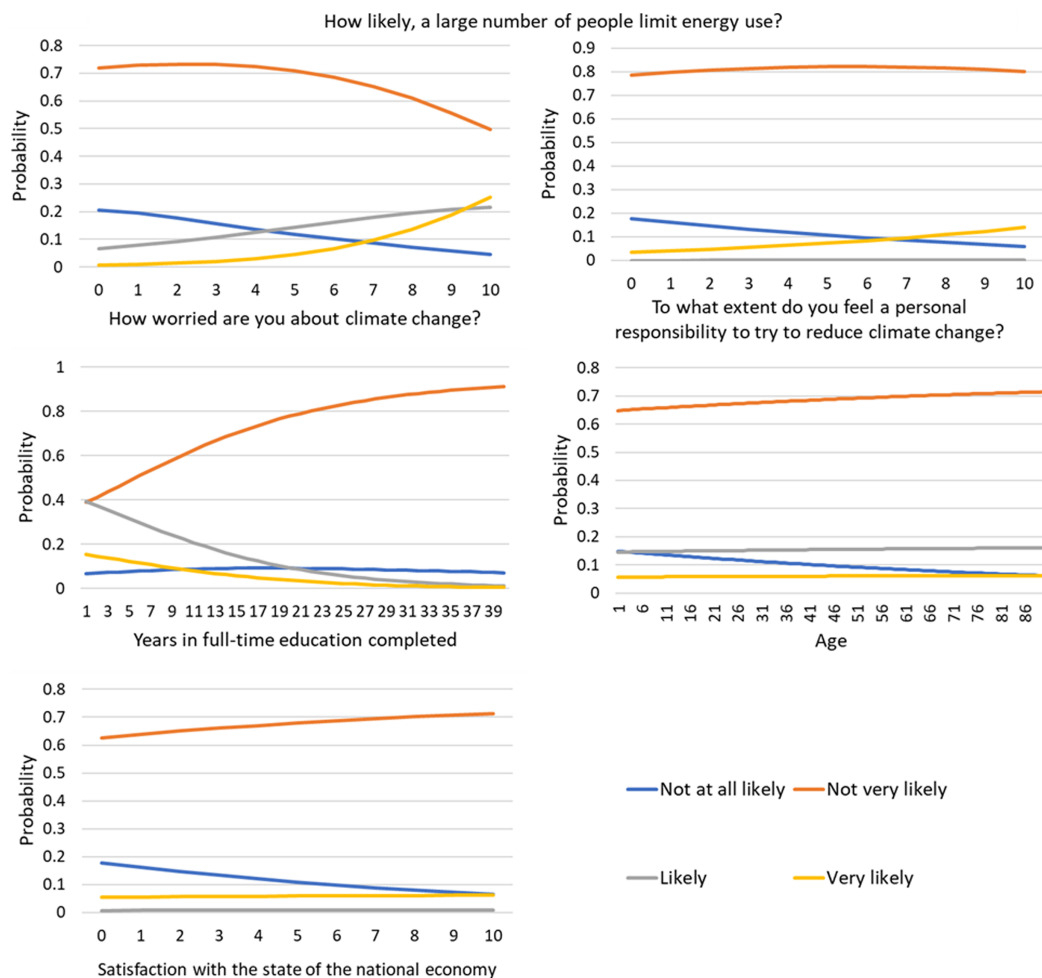 How likely, a large number of people limit energy use?
0.8
0.7
0.6
0.5
0.4
0.3
0.2
0.1
0
Probability
0 1 2 3 4 5 6 7 8 9 10
How worried are you about climate change?
0.9
0.8
0.7
0.6
0.5
0.4
0.3
0.2
0.1
0
Probability
0 1 2 3 4 5 6 7 8 9 10
To what extent do you feel a personal
responsibility to try to reduce climate change?
1
0.8
0.6
0.4
0.2
0
Probability
1 3 5 7 9 11 13 15 17 19 21 23 25 27 29 31 33 35 37 39
Years in full-time education completed
0.8
0.7
0.6
0.5
0.4
0.3
0.2
0.1
0
Probability
1 6 11 16 21 26 31 36 41 46 51 56 61 66 71 76 81 86
Age
0.8
0.7
0.6
0.5
0.4
0.3
0.2
0.1
0
Probability
0 1 2 3 4 5 6 7 8 9 10
Satisfaction with the state of the national economy
Not at all likely Not very likely
Likely Very likely